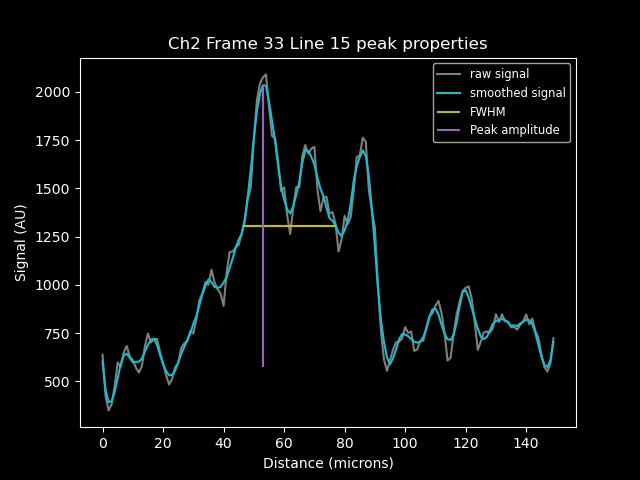 Ch2 Frame 33 Line 15 peak properties
raw signal
smoothed signal
FWHM
Peak amplitude
Signal (AU)
2000
1750
1500
1250
1000
750
500
0 20 40 60 80 100 120 140
Distance (microns)